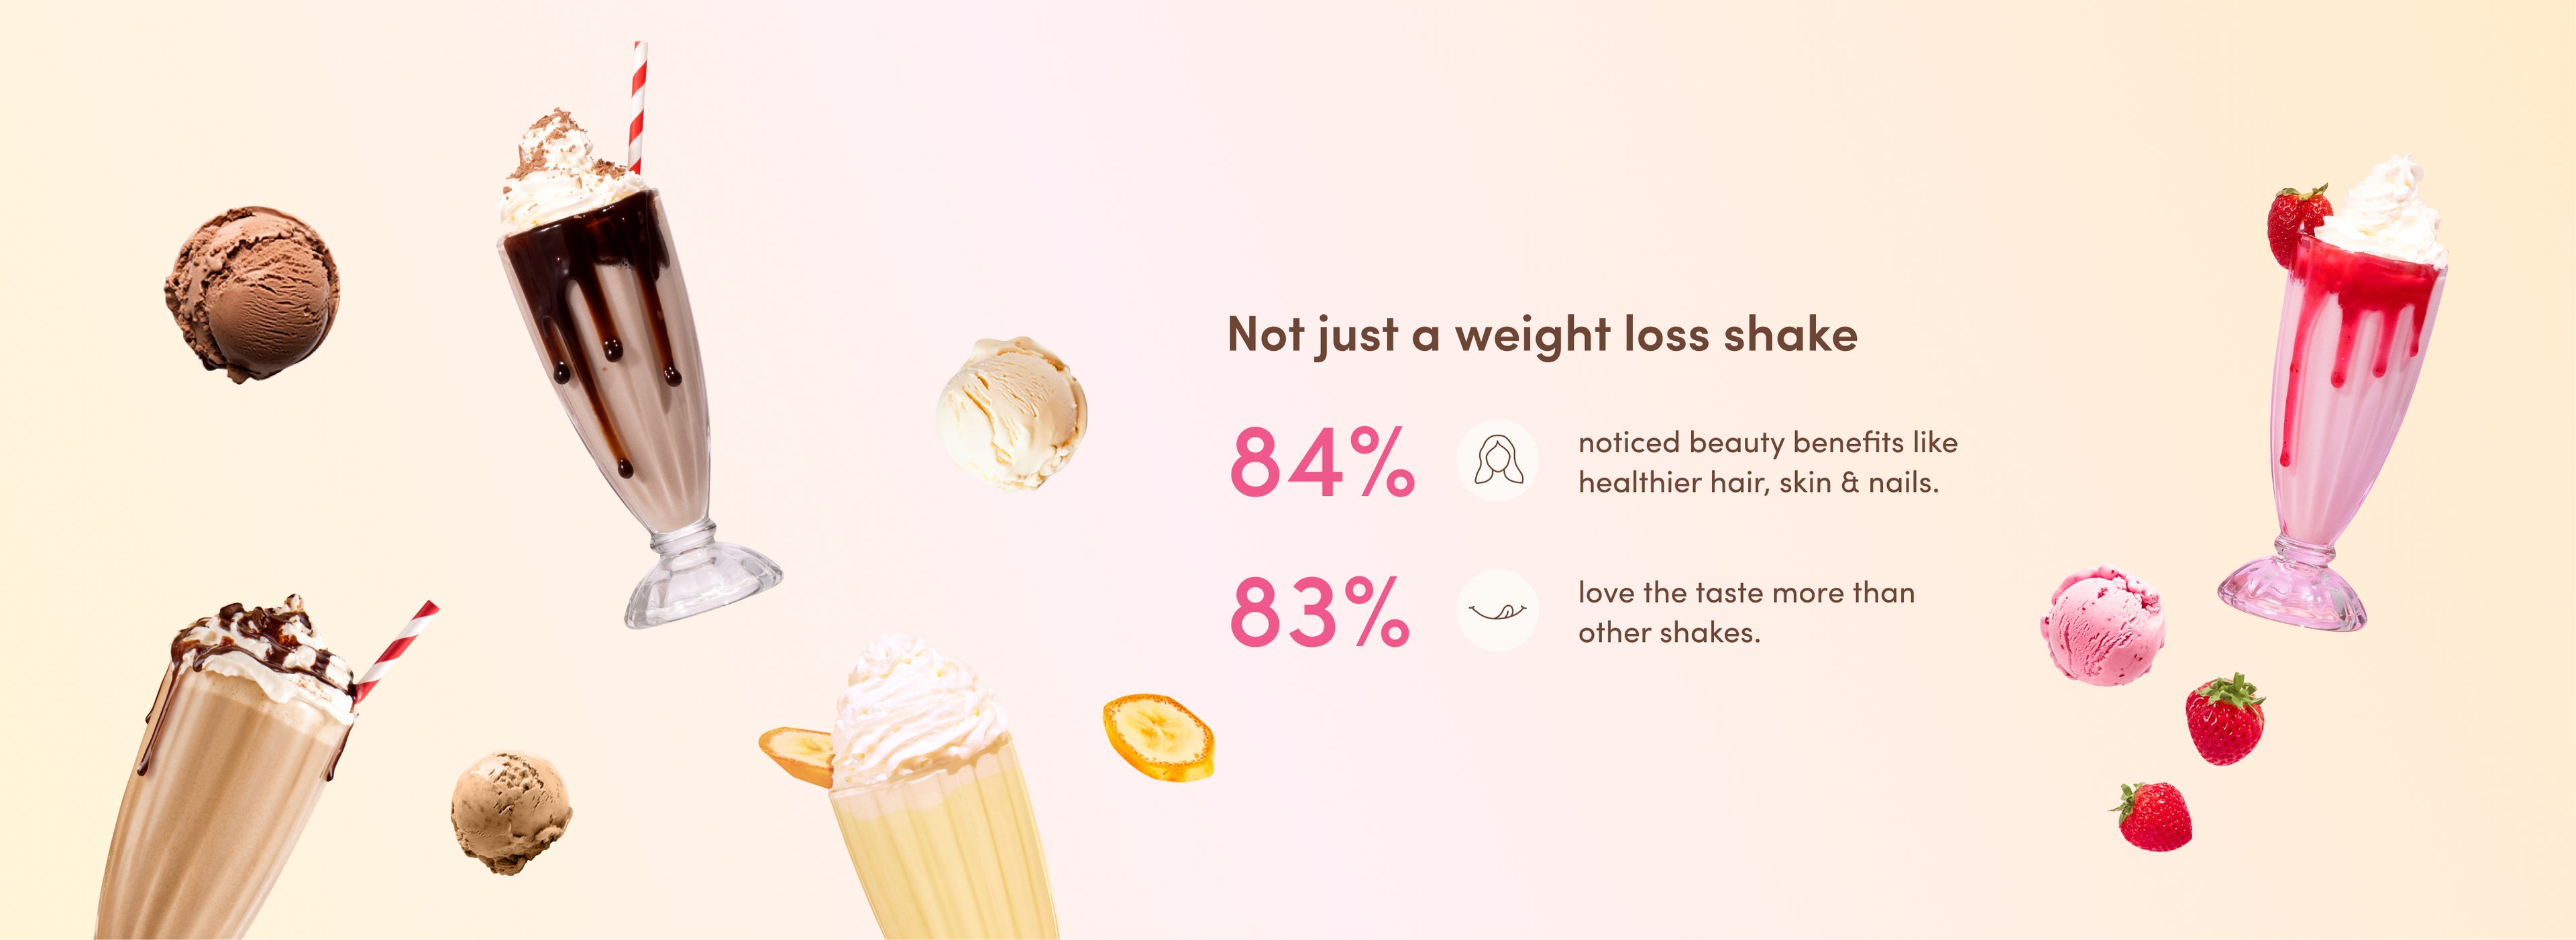 Not just a weight loss shake
84%
noticed beauty benefits like
healthier hair, skin & nails.
83%
love the taste more than
other shakes.